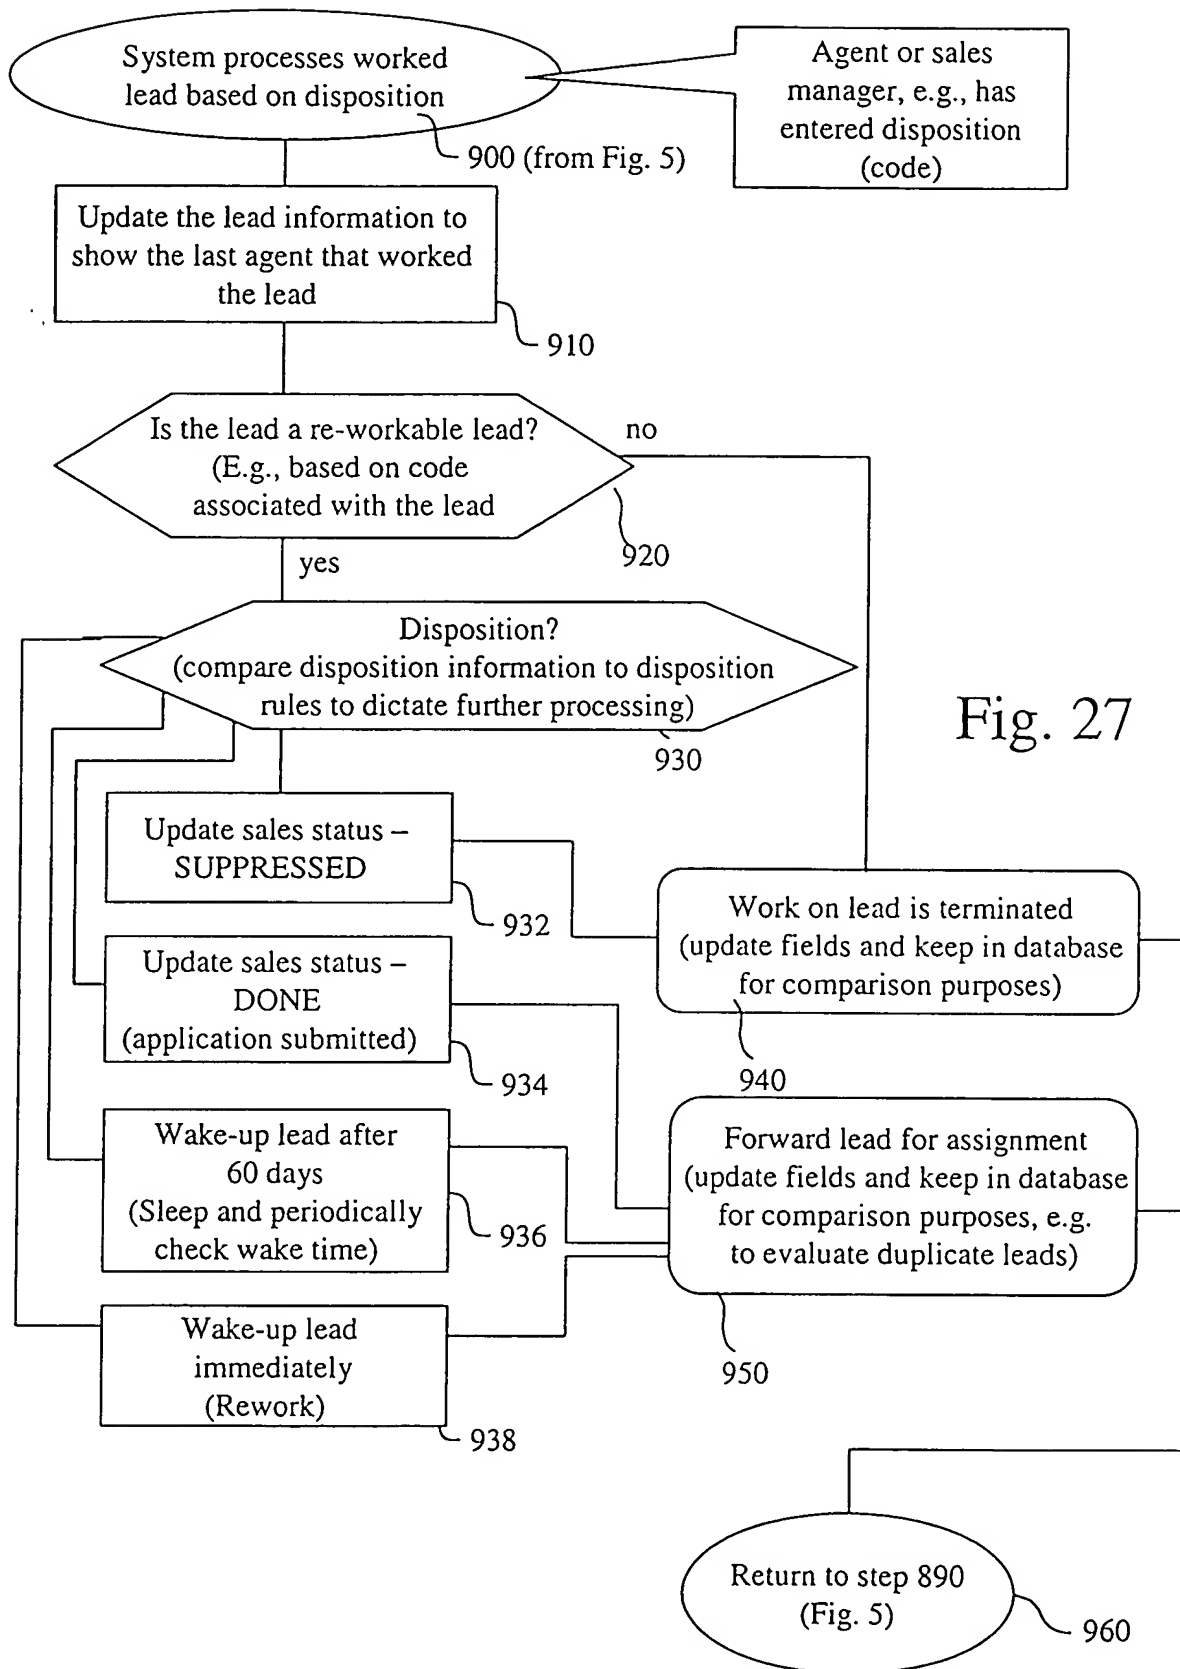 System processes worked
lead based on disposition
900 (from Fig. 5)
Agent or sales
manager, e.g., has
entered disposition
(code)
Update the lead information to
show the last agent that worked
the lead
910
Is the lead a re-workable lead?
(E.g., based on code
associated with the lead
no
920
yes
Disposition?
(compare disposition information to disposition
rules to dictate further processing)
930
Fig. 27
Update sales status –
SUPPRESSED
932
Update sales status –
DONE
(application submitted)
934
Wake-up lead after
60 days
(Sleep and periodically
check wake time)
936
Wake-up lead
immediately
(Rework)
938
Work on lead is terminated
(update fields and keep in database
for comparison purposes)
940
Forward lead for assignment
(update fields and keep in database
for comparison purposes, e.g.
to evaluate duplicate leads)
950
Return to step 890
(Fig. 5)
960